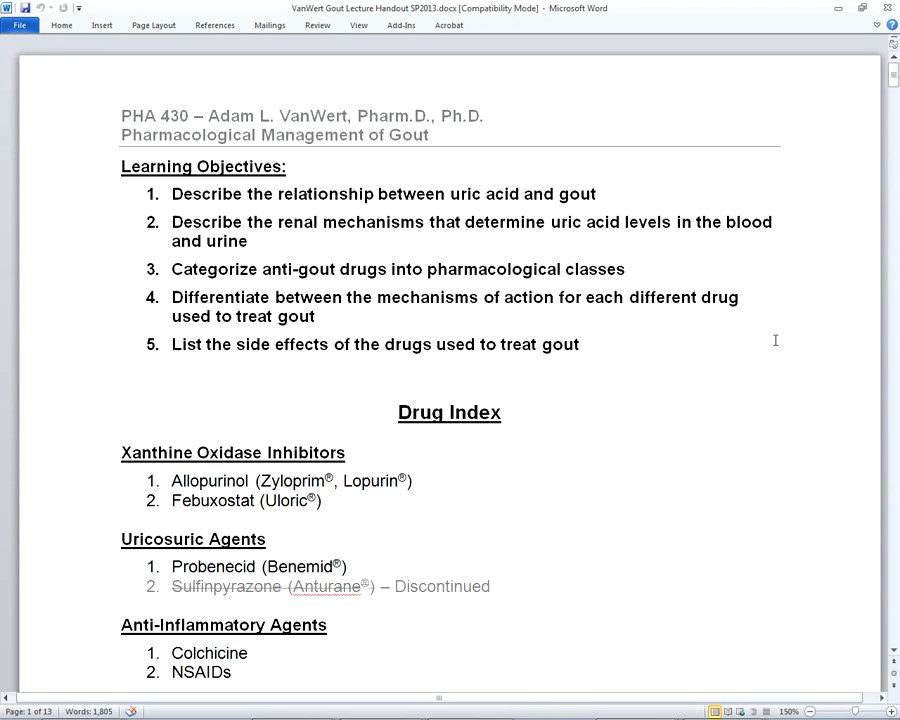 VanWert Gout Lecture Handout SP2013.docx [Compatibility Mode] - Microsoft Word
File Home Insert Page Layout References Mailings Review View Add-Ins Acrobat
PHA 430 – Adam L. VanWert, Pharm.D., Ph.D.
Pharmacological Management of Gout
Learning Objectives:
1. Describe the relationship between uric acid and gout
2. Describe the renal mechanisms that determine uric acid levels in the blood
and urine
3. Categorize anti-gout drugs into pharmacological classes
4. Differentiate between the mechanisms of action for each different drug
used to treat gout
5. List the side effects of the drugs used to treat gout
Drug Index
Xanthine Oxidase Inhibitors
1. Allopurinol (Zyloprim®, Lopurin®)
2. Febuxostat (Uloric®)
Uricosuric Agents
1. Probenecid (Benemid®)
2. Sulfinpyrazone (Anturane®) – Discontinued
Anti-Inflammatory Agents
1. Colchicine
2. NSAIDs
Page: 1 of 13 Words: 1,805 150%